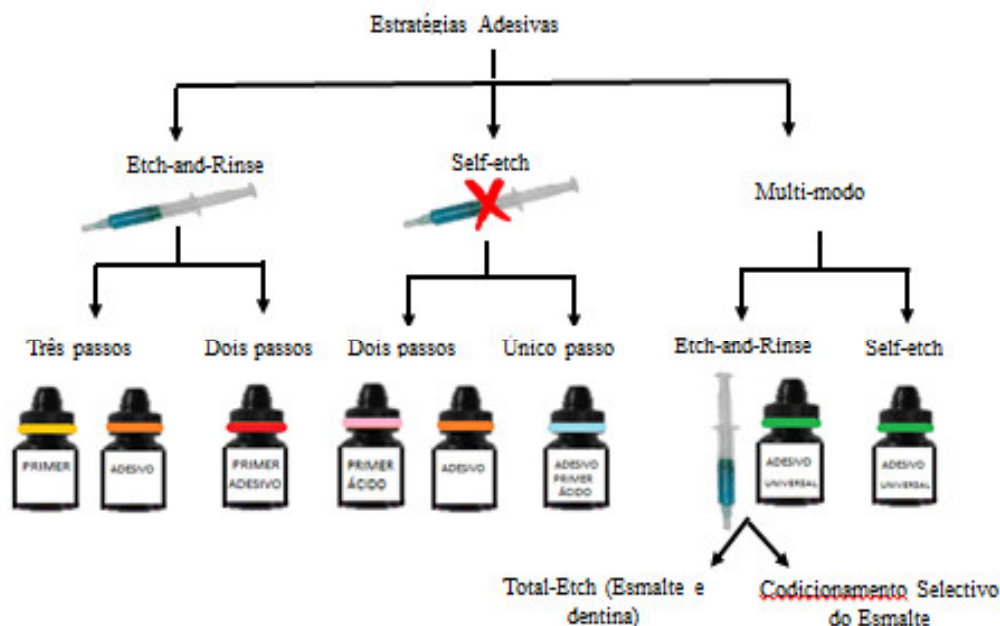 Estratégias Adesivas
Etch-and-Rinse
Self-etch
Multi-modo
Três passos
Dois passos
Dois passos
Único passo
Etch-and-Rinse
Self-etch
PRIMER
ADESIVO
PRIMER
ADESIVO
PRIMER
ÁCIDO
ADESIVO
ADESIVO
PRIMER
ÁCIDO
ADESIVO
UNIVERSAL
ADESIVO
UNIVERSAL
Total-Etch (Esmalte e
dentina)
Codicionamento Selectivo
do Esmalte